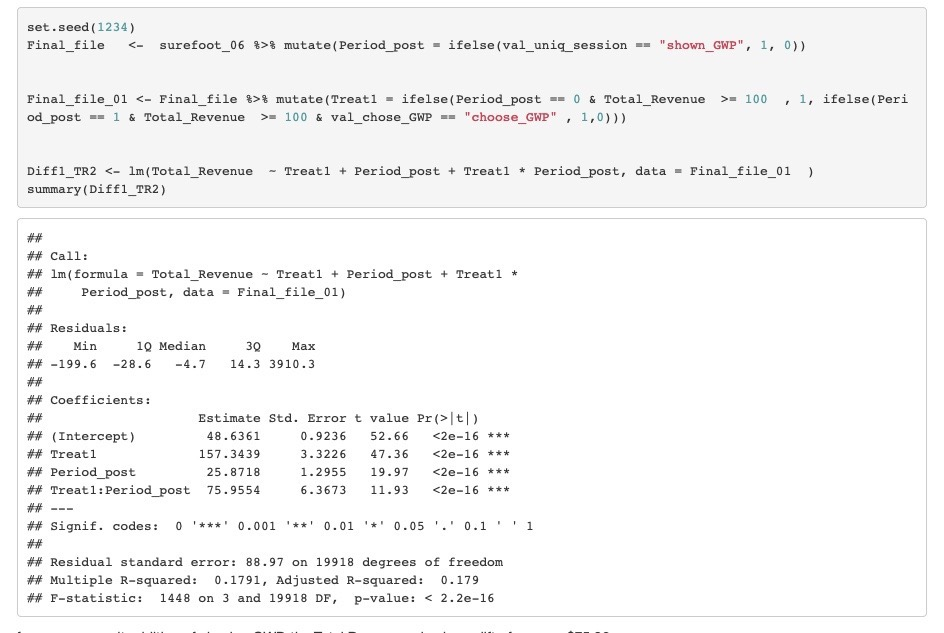 set.seed(1234)
Final_file   <-  surefoot_06 %>% mutate(Period_post = ifelse(val_uniq_session == "shown_GWP", 1, 0))
Final_file_01 <- Final_file %>% mutate(Treat1 = ifelse(Period_post == 0 & Total_Revenue  >= 100  , 1, ifelse(Peri
od_post == 1 & Total_Revenue  >= 100 & val_chose_GWP == "choose_GWP" , 1,0)))
Diff1_TR2 <- lm(Total_Revenue  ~ Treat1 + Period_post + Treat1 * Period_post, data = Final_file_01  )
summary(Diff1_TR2)
##
## Call:
## lm(formula = Total_Revenue ~ Treat1 + Period_post + Treat1 *
##     Period_post, data = Final_file_01)
##
## Residuals:
##    Min     1Q Median     3Q    Max
## -199.6  -28.6   -4.7   14.3 3910.3
##
## Coefficients:
##                    Estimate Std. Error t value Pr(>|t|)
## (Intercept)         48.6361     0.9236   52.66   <2e-16 ***
## Treat1             157.3439     3.3226   47.36   <2e-16 ***
## Period_post         25.8718     1.2955   19.97   <2e-16 ***
## Treat1:Period_post  75.9554     6.3673   11.93   <2e-16 ***
## ---
## Signif. codes:  0 '***' 0.001 '**' 0.01 '*' 0.05 '.' 0.1 ' ' 1
##
## Residual standard error: 88.97 on 19918 degrees of freedom
## Multiple R-squared:  0.1791, Adjusted R-squared:  0.179
## F-statistic:  1448 on 3 and 19918 DF,  p-value: < 2.2e-16